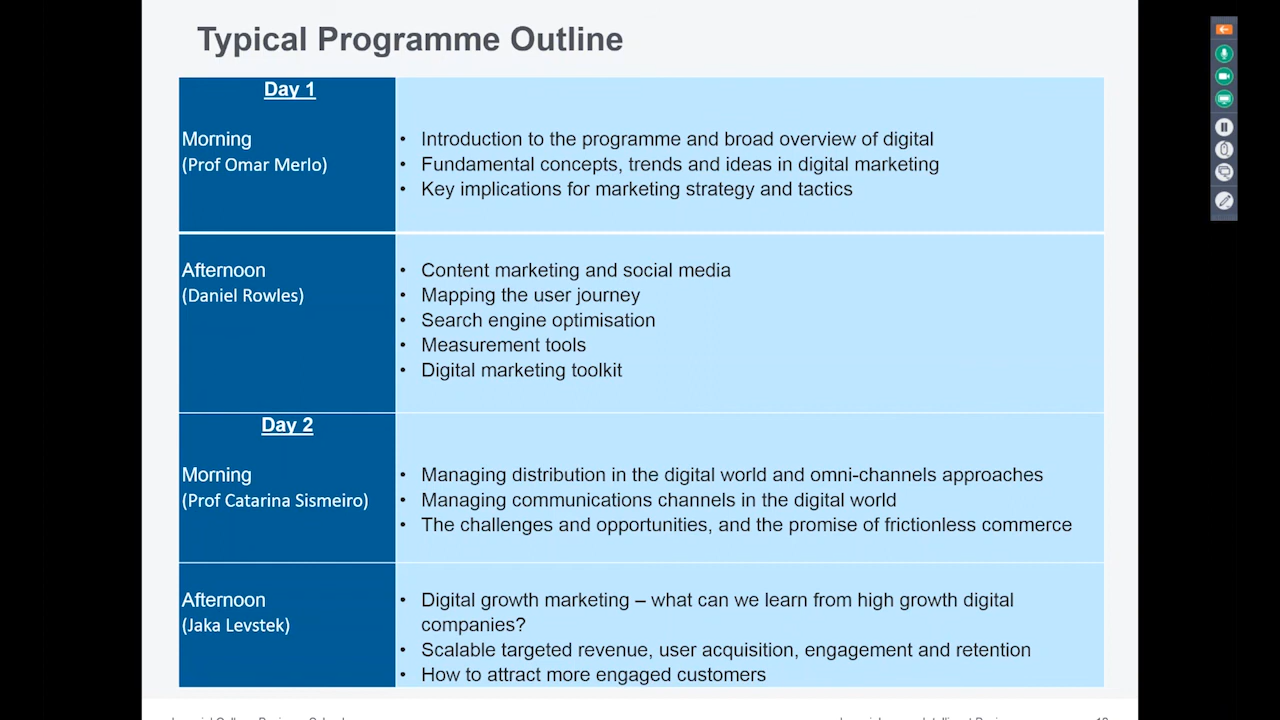 Typical Programme Outline
Day 1
Morning
(Prof Omar Merlo)
• Introduction to the programme and broad overview of digital
• Fundamental concepts, trends and ideas in digital marketing
• Key implications for marketing strategy and tactics
Afternoon
(Daniel Rowles)
• Content marketing and social media
• Mapping the user journey
• Search engine optimisation
• Measurement tools
• Digital marketing toolkit
Day 2
Morning
(Prof Catarina Sismeiro)
• Managing distribution in the digital world and omni-channels approaches
• Managing communications channels in the digital world
• The challenges and opportunities, and the promise of frictionless commerce
Afternoon
(Jaka Levstek)
• Digital growth marketing – what can we learn from high growth digital
companies?
• Scalable targeted revenue, user acquisition, engagement and retention
• How to attract more engaged customers